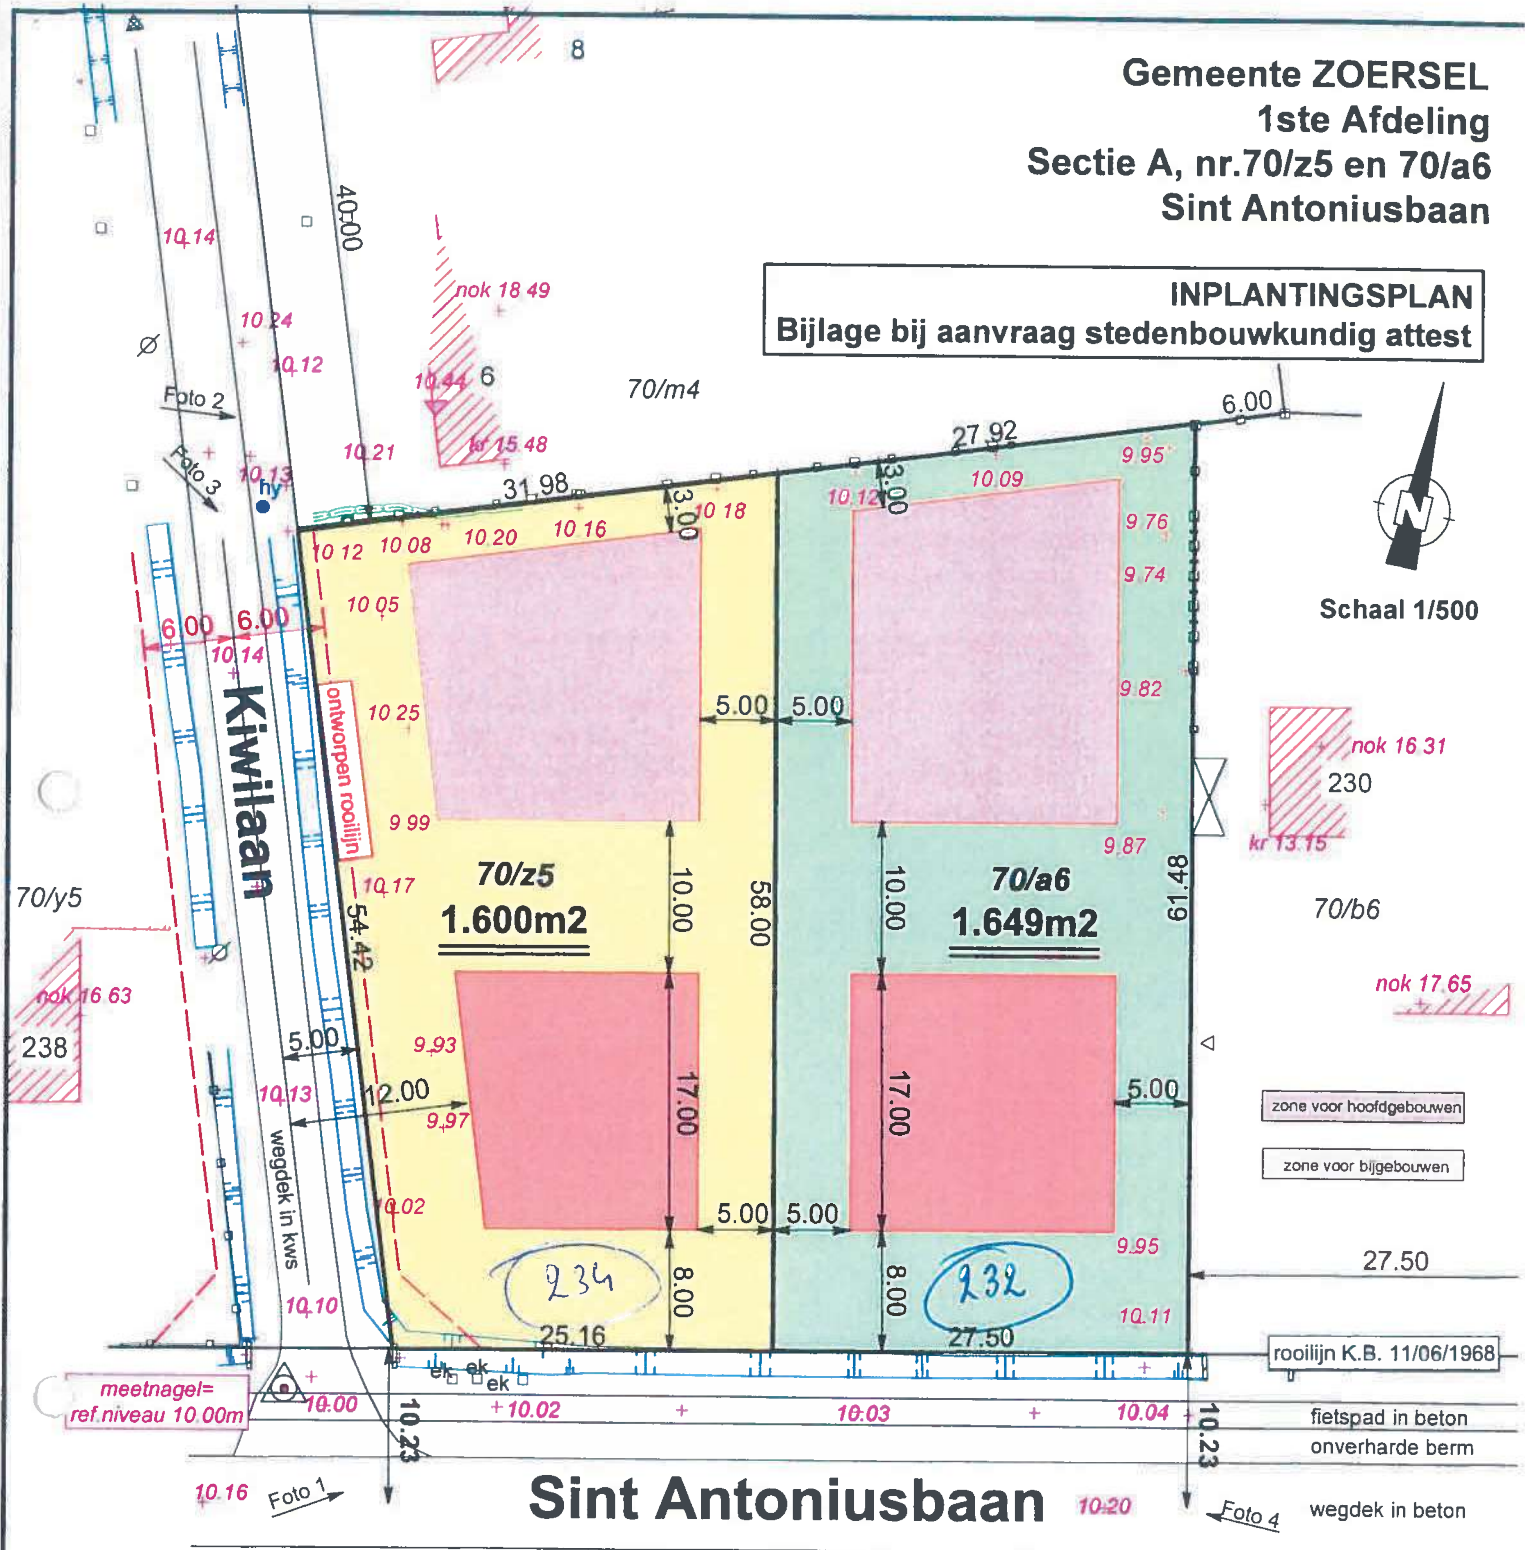 Gemeente ZOERSEL
1ste Afdeling
Sectie A, nr.70/z5 en 70/a6
Sint Antoniusbaan
INPLANTINGSPLAN
Bijlage bij aanvraag stedenbouwkundig attest
Schaal 1/500
N
8
40.00
10.14
nok 18 49
10.24
10.12
10.44
6
70/m4
Foto 2
6.00
27.92
10.21
kr 15.48
9.95
Foto 3
10.13
hy
31.98
3.00
10 18
10.12
3.00
10.09
10 12
10 08
10.20
10 16
9 76
10 05
9.74
6.00
6.00
10.14
Kiwilaan
ontworpen rooilijn
10 25
5.00
5.00
9.82
nok 16 31
230
9 99
9.87
kr 13.15
70/y5
10.17
70/z5
1.600m2
10.00
58.00
10.00
70/a6
1.649m2
61.48
70/b6
54.42
nok 16 63
nok 17.65
238
5.00
9.93
12.00
9.97
10.13
17.00
17.00
5.00
zone voor hoofdgebouwen
zone voor bijgebouwen
wegdek in kws
10.02
5.00
5.00
9.95
27.50
234
8.00
8.00
232
10.10
10.11
25.16
27.50
rooilijn K.B. 11/06/1968
ek
ek
ek
meetnagel=
ref.niveau 10.00m
10.00
10.23
10.02
10.03
10.04
10.23
fietspad in beton
onverharde berm
10.16
Foto 1
Sint Antoniusbaan
10.20
Foto 4
wegdek in beton